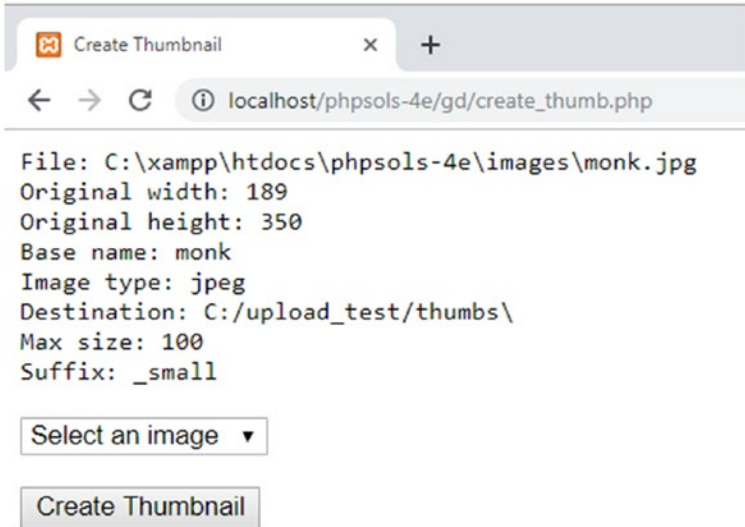 Create Thumbnail
localhost/phpsols-4e/gd/create_thumb.php
File: C:\xampp\htdocs\phpsols-4e\images\monk.jpg
Original width: 189
Original height: 350
Base name: monk
Image type: jpeg
Destination: C:/upload_test/thumbs\
Max size: 100
Suffix: _small
Select an image
Create Thumbnail